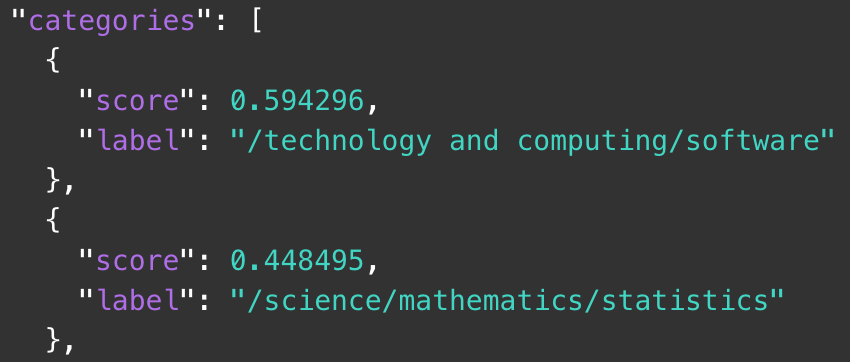 "categories": [
  {
    "score": 0.594296,
    "label": "/technology and computing/software"
  },
  {
    "score": 0.448495,
    "label": "/science/mathematics/statistics"
  },